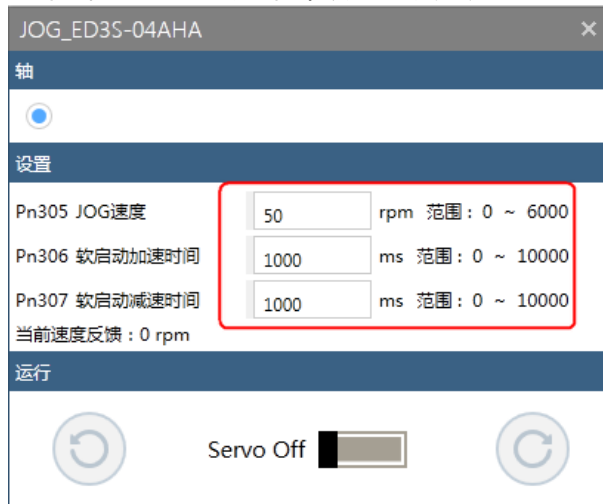 JOG_ED3S-04AHA ×
轴
设置
Pn305 JOG速度 50 rpm 范围：0 ~ 6000
Pn306 软启动加速时间 1000 ms 范围：0 ~ 10000
Pn307 软启动减速时间 1000 ms 范围：0 ~ 10000
当前速度反馈：0 rpm
运行
Servo Off